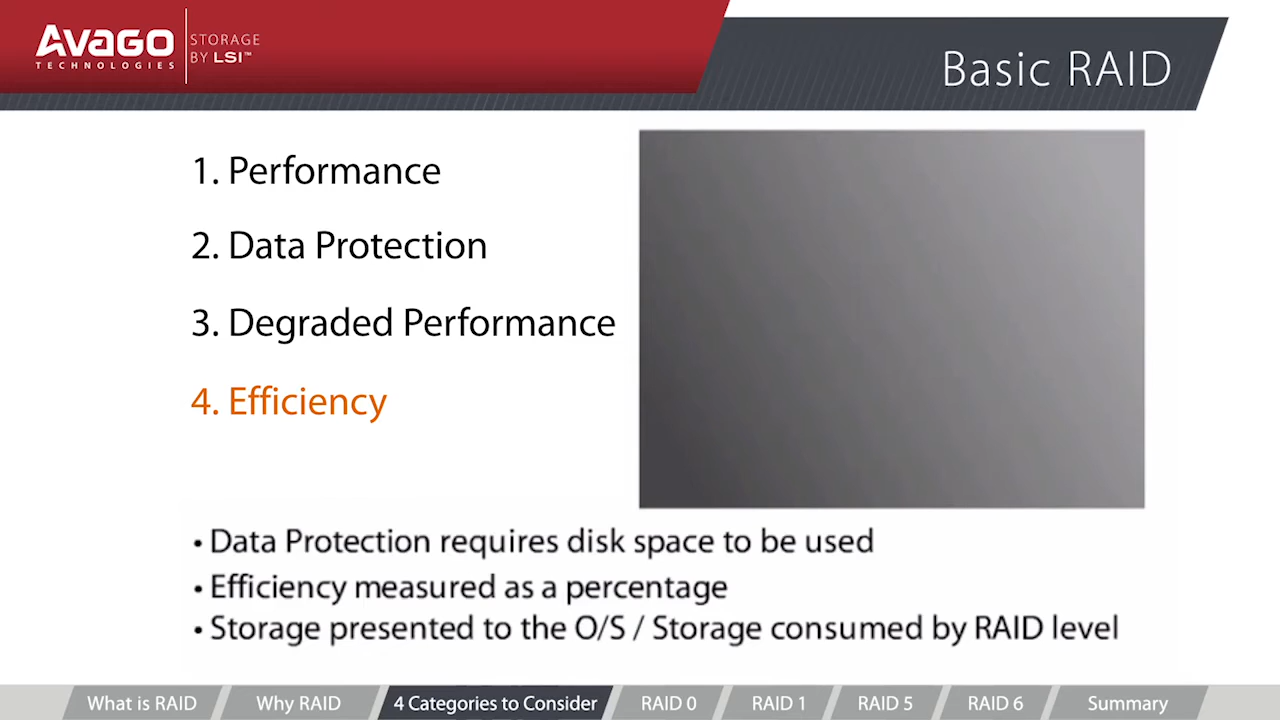 AVAGO
TECHNOLOGIES
STORAGE
BY LSI™
Basic RAID
1. Performance
2. Data Protection
3. Degraded Performance
4. Efficiency
• Data Protection requires disk space to be used
• Efficiency measured as a percentage
• Storage presented to the O/S / Storage consumed by RAID level
What is RAID
Why RAID
4 Categories to Consider
RAID 0
RAID 1
RAID 5
RAID 6
Summary